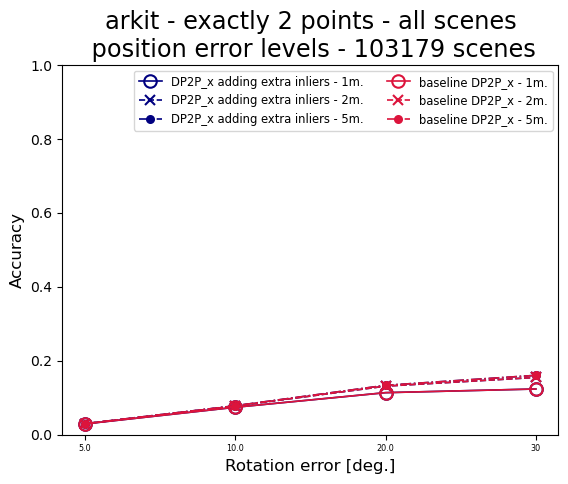 arkit - exactly 2 points - all scenes
position error levels - 103179 scenes
DP2P_x adding extra inliers - 1m.
DP2P_x adding extra inliers - 2m.
DP2P_x adding extra inliers - 5m.
baseline DP2P_x - 1m.
baseline DP2P_x - 2m.
baseline DP2P_x - 5m.
Accuracy
1.0
0.8
0.6
0.4
0.2
0.0
5.0 10.0 20.0 30
Rotation error [deg.]